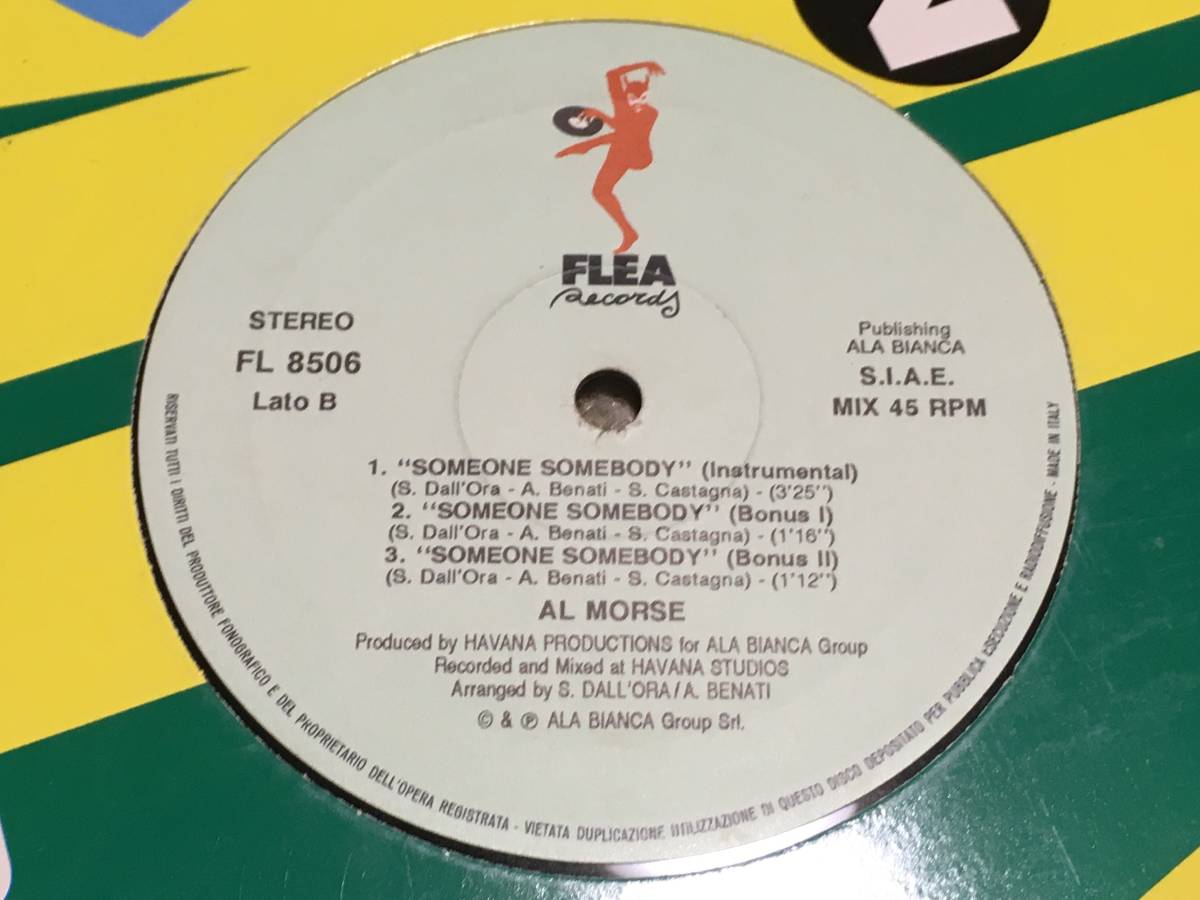 FLEA
Records
STEREO
FL 8506
Lato B
Publishing
ALA BIANCA
S.I.A.E.
MIX 45 RPM
1. "SOMEONE SOMEBODY" (Instrumental)
(S. Dall'Ora - A. Benati - S. Castagna) - (3'25")
2. "SOMEONE SOMEBODY" (Bonus I)
(S. Dall'Ora - A. Benati - S. Castagna) - (1'16")
3. "SOMEONE SOMEBODY" (Bonus II)
(S. Dall'Ora - A. Benati - S. Castagna) - (1'12")
AL MORSE
Produced by HAVANA PRODUCTIONS for ALA BIANCA Group
Recorded and Mixed at HAVANA STUDIOS
Arranged by S. DALL'ORA / A. BENATI
© & ℗ ALA BIANCA Group Srl.
RISERVATI TUTTI I DIRITTI DEL PRODUTTORE FONOGRAFICO E DEL PROPRIETARIO DELL'OPERA REGISTRATA - VIETATA DUPLICAZIONE UTILIZZAZIONE DI QUESTO DISCO DEPOSITATO PER PUBBLICA ESECUZIONE E RADIODIFFUSIONE - MADE IN ITALY